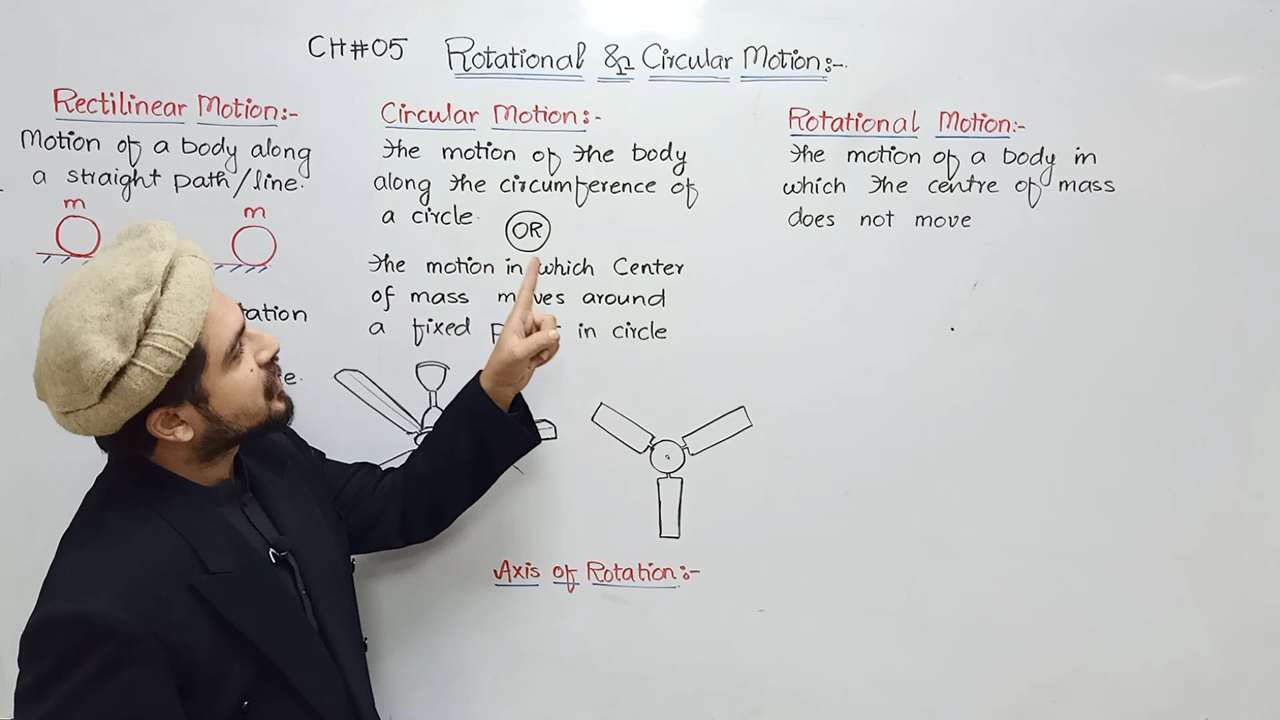 CH#05 Rotational & Circular Motion:-
Rectilinear Motion:-
Motion of a body along
a straight path/line.
m
m
Circular Motion:-
The motion of the body
along the circumference of
a circle.
OR
The motion in which Center
of mass moves around
a fixed in circle
Rotational Motion:-
The motion of a body in
which the centre of mass
does not move
Axis of Rotation:-